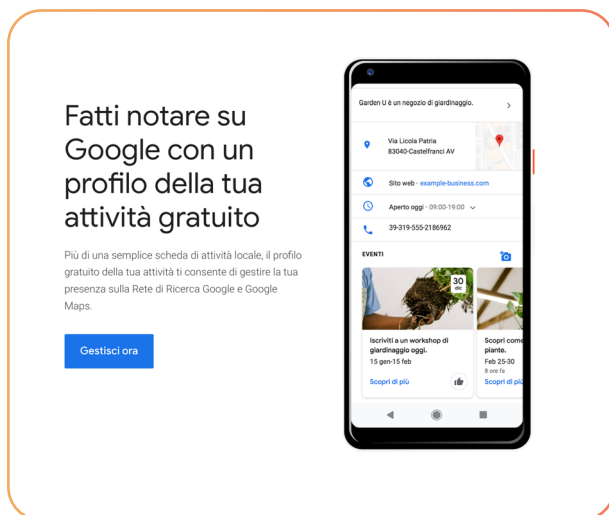 Fatti notare su
Google con un
profilo della tua
attività gratuito
Più di una semplice scheda di attività locale, il profilo
gratuito della tua attività ti consente di gestire la tua
presenza sulla Rete di Ricerca Google e Google
Maps.
Gestisci ora
Garden U è un negozio di giardinaggio.
Via Licola Patria
83040-Castelfranci AV
Sito web · example-business.com
Aperto oggi · 09:00-19:00
39-319-555-2186962
EVENTI
30
dic
Iscriviti a un workshop di
giardinaggio oggi.
15 gen-15 feb
Scopri di più
Scopri come
piante.
Feb 25-30
8 ore fa
Scopri di più